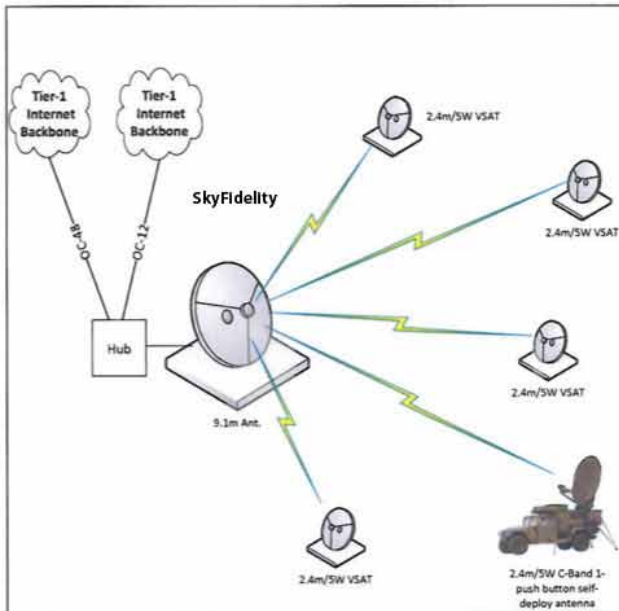 Tier-1
Internet
Backbone
Tier-1
Internet
Backbone
2.4m/5W VSAT
SkyFIdelity
2.4m/5W VSAT
OC-48
OC-12
Hub
9.1m Ant.
2.4m/5W VSAT
2.4m/5W VSAT
2.4m/5W C-Band 1-
push button self-
deploy antenna